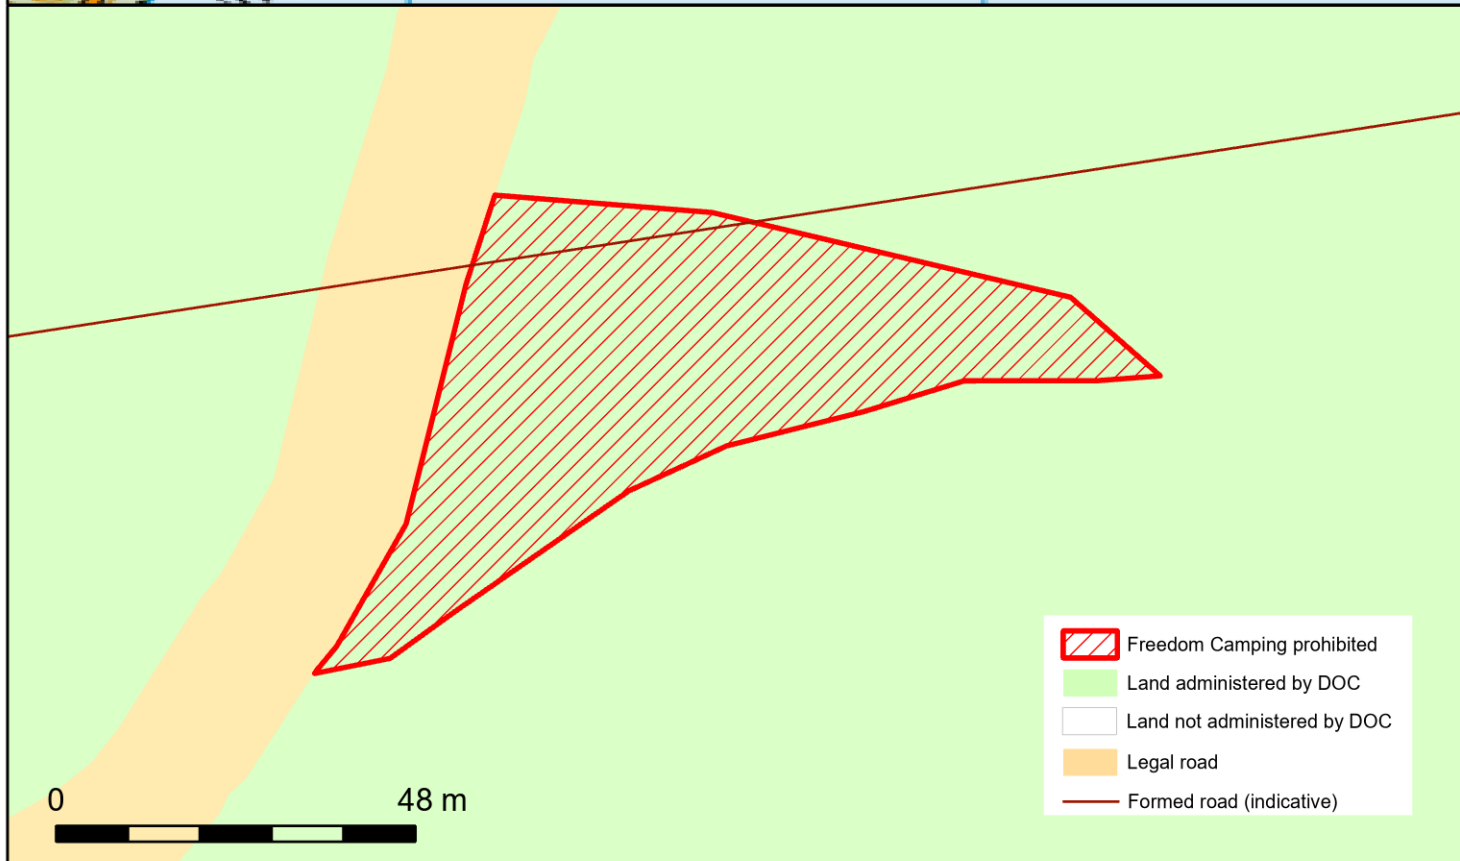 Freedom Camping prohibited
Land administered by DOC
Land not administered by DOC
Legal road
Formed road (indicative)
0 48 m